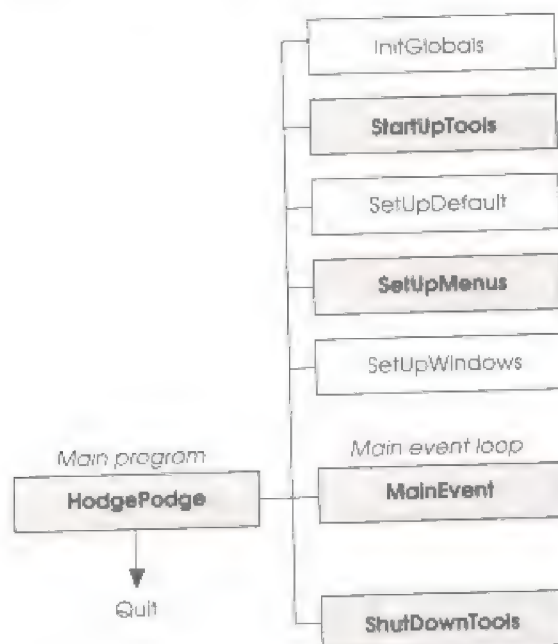 InitGlobals
StartUpTools
SetUpDefault
SetUpMenus
SetUpWindows
Main program
Main event loop
HodgePodge
MainEvent
Quit
ShutDownTools